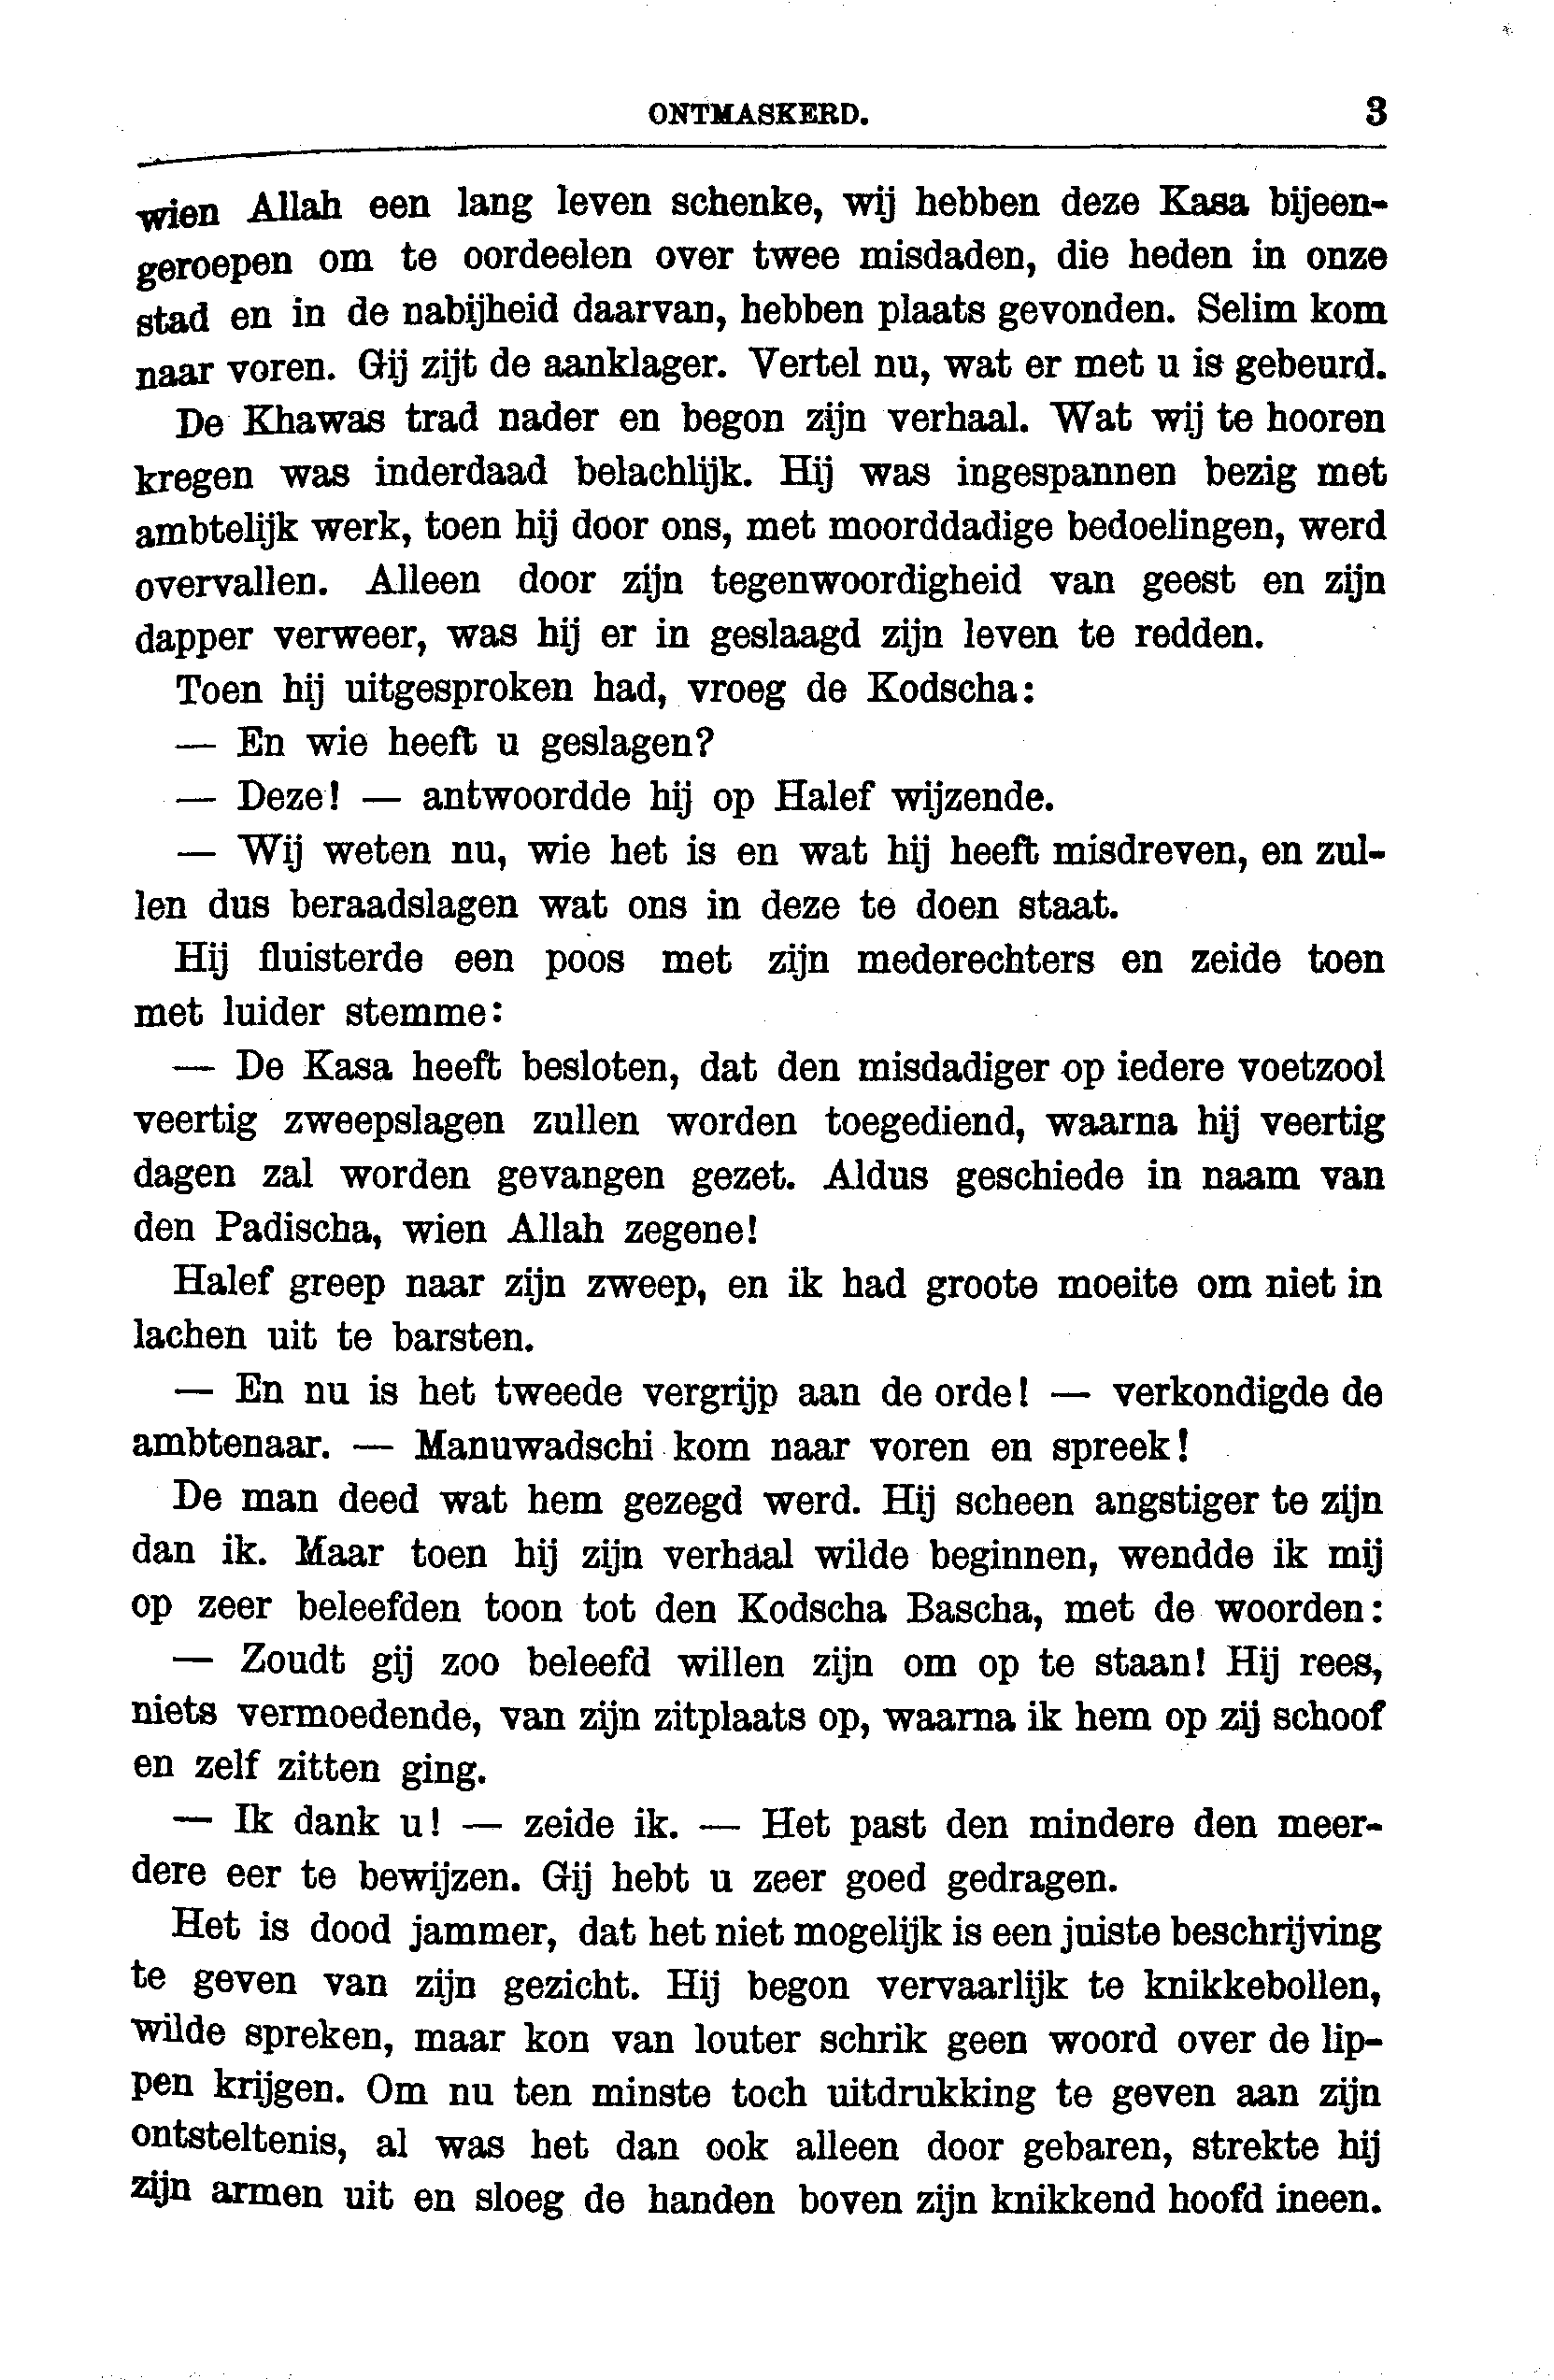 ONTMASKERD. 3
wien Allah een lang leven schenke, wij hebben deze Kasa bijeen-
geroepen om te oordeelen over twee misdaden, die heden in onze
stad en in de nabijheid daarvan, hebben plaats gevonden. Selim kom
naar voren. Gij zijt de aanklager. Vertel nu, wat er met u is gebeurd.
De Khawas trad nader en begon zijn verhaal. Wat wij te hooren
kregen was inderdaad belachlijk. Hij was ingespannen bezig met
ambtelijk werk, toen hij door ons, met moorddadige bedoelingen, werd
overvallen. Alleen door zijn tegenwoordigheid van geest en zijn
dapper verweer, was hij er in geslaagd zijn leven te redden.
Toen hij uitgesproken had, vroeg de Kodscha:
— En wie heeft u geslagen?
— Deze! — antwoordde hij op Halef wijzende.
— Wij weten nu, wie het is en wat hij heeft misdreven, en zul-
len dus beraadslagen wat ons in deze te doen staat.
Hij fluisterde een poos met zijn mederechters en zeide toen
met luider stemme:
— De Kasa heeft besloten, dat den misdadiger op iedere voetzool
veertig zweepslagen zullen worden toegediend, waarna hij veertig
dagen zal worden gevangen gezet. Aldus geschiede in naam van
den Padischa, wien Allah zegene!
Halef greep naar zijn zweep, en ik had groote moeite om niet in
lachen uit te barsten.
— En nu is het tweede vergrijp aan de orde! — verkondigde de
ambtenaar. — Manuwadschi kom naar voren en spreek!
De man deed wat hem gezegd werd. Hij scheen angstiger te zijn
dan ik. Maar toen hij zijn verhaal wilde beginnen, wendde ik mij
op zeer beleefden toon tot den Kodscha Bascha, met de woorden:
— Zoudt gij zoo beleefd willen zijn om op te staan! Hij rees,
niets vermoedende, van zijn zitplaats op, waarna ik hem op zij schoof
en zelf zitten ging.
— Ik dank u! — zeide ik. — Het past den mindere den meer-
dere eer te bewijzen. Gij hebt u zeer goed gedragen.
Het is dood jammer, dat het niet mogelijk is een juiste beschrijving
te geven van zijn gezicht. Hij begon vervaarlijk te knikkebollen,
wilde spreken, maar kon van louter schrik geen woord over de lip-
pen krijgen. Om nu ten minste toch uitdrukking te geven aan zijn
ontsteltenis, al was het dan ook alleen door gebaren, strekte hij
zijn armen uit en sloeg de handen boven zijn knikkend hoofd ineen.